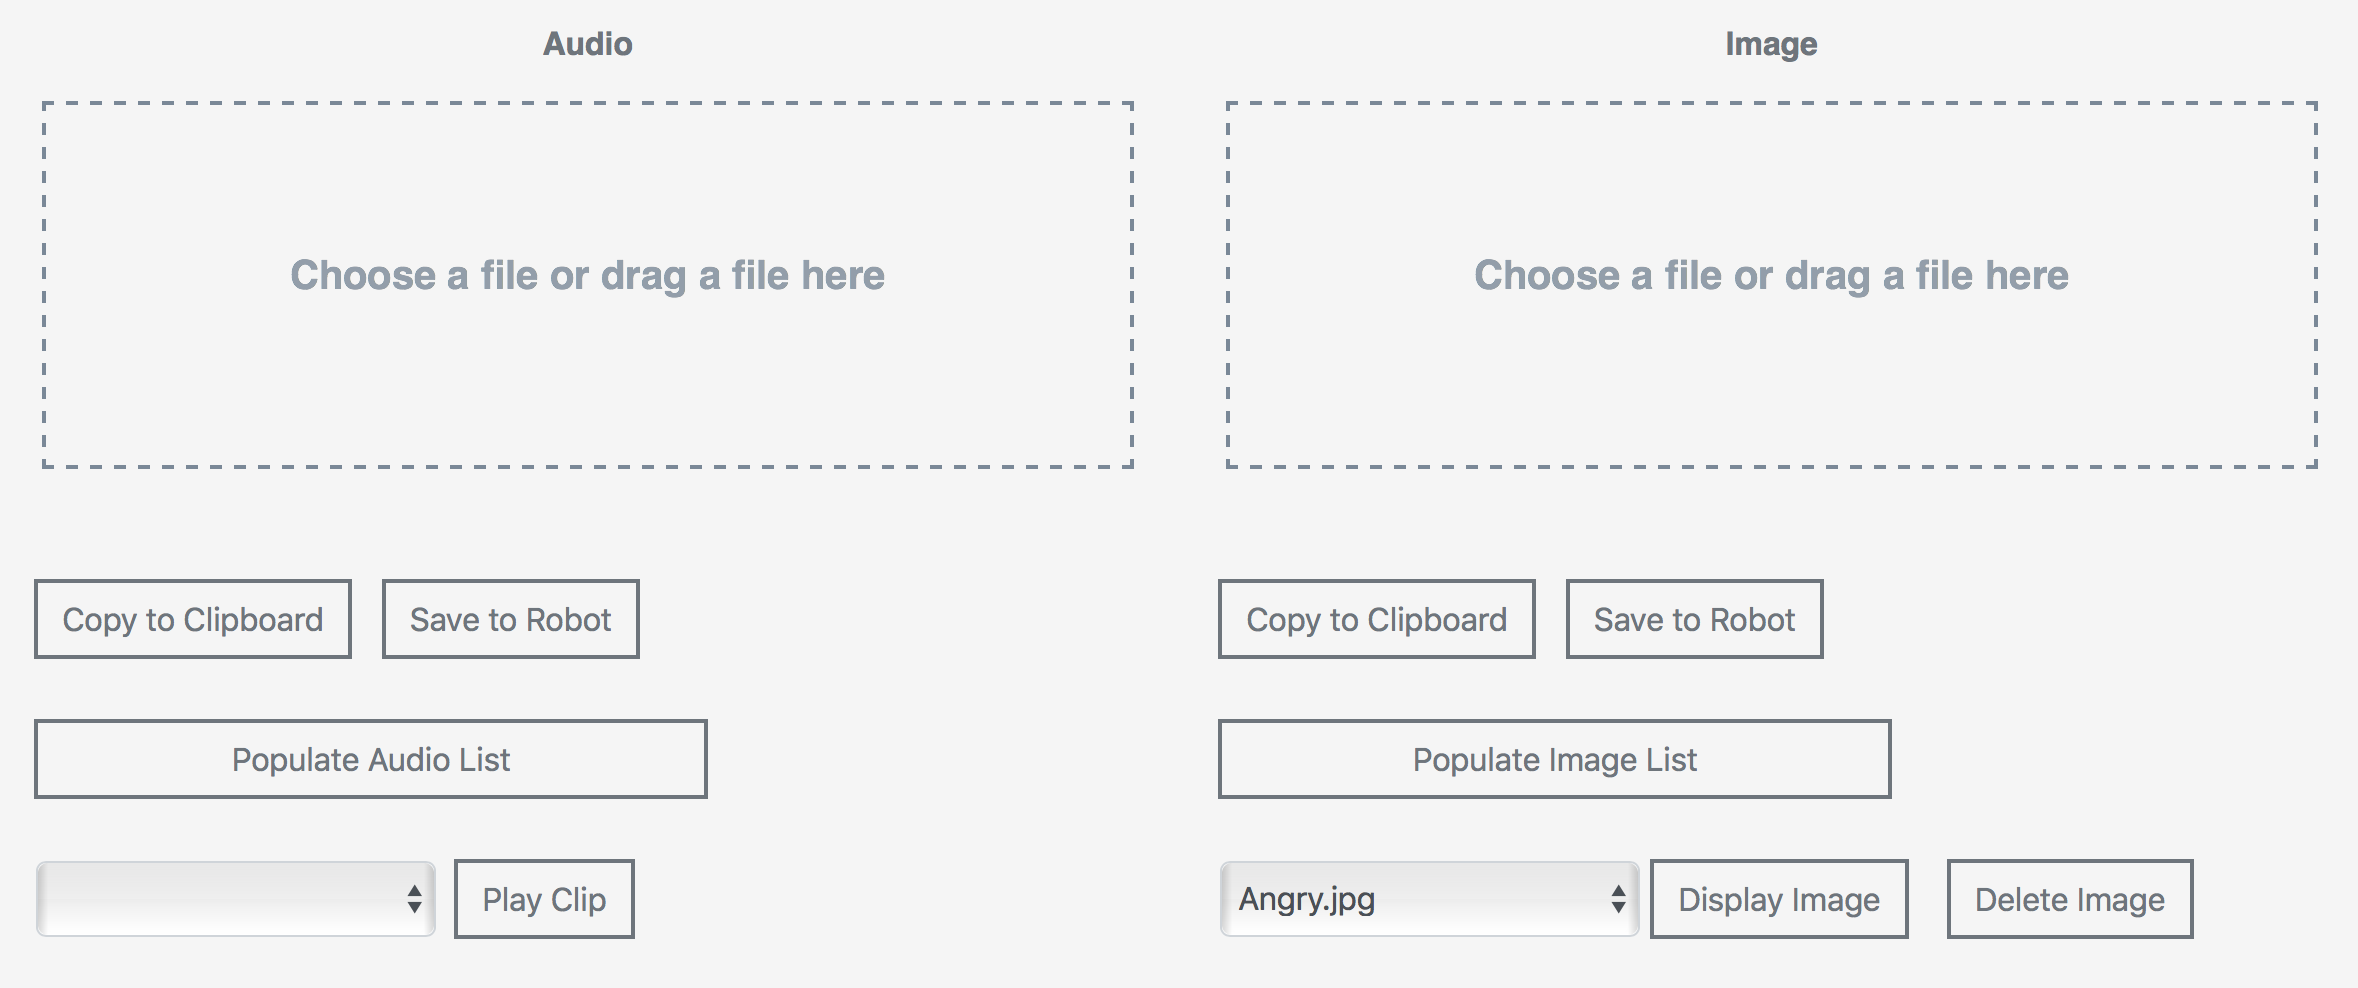 Audio
Choose a file or drag a file here
Copy to Clipboard
Save to Robot
Populate Audio List
Play Clip
Image
Choose a file or drag a file here
Copy to Clipboard
Save to Robot
Populate Image List
Angry.jpg
Display Image
Delete Image